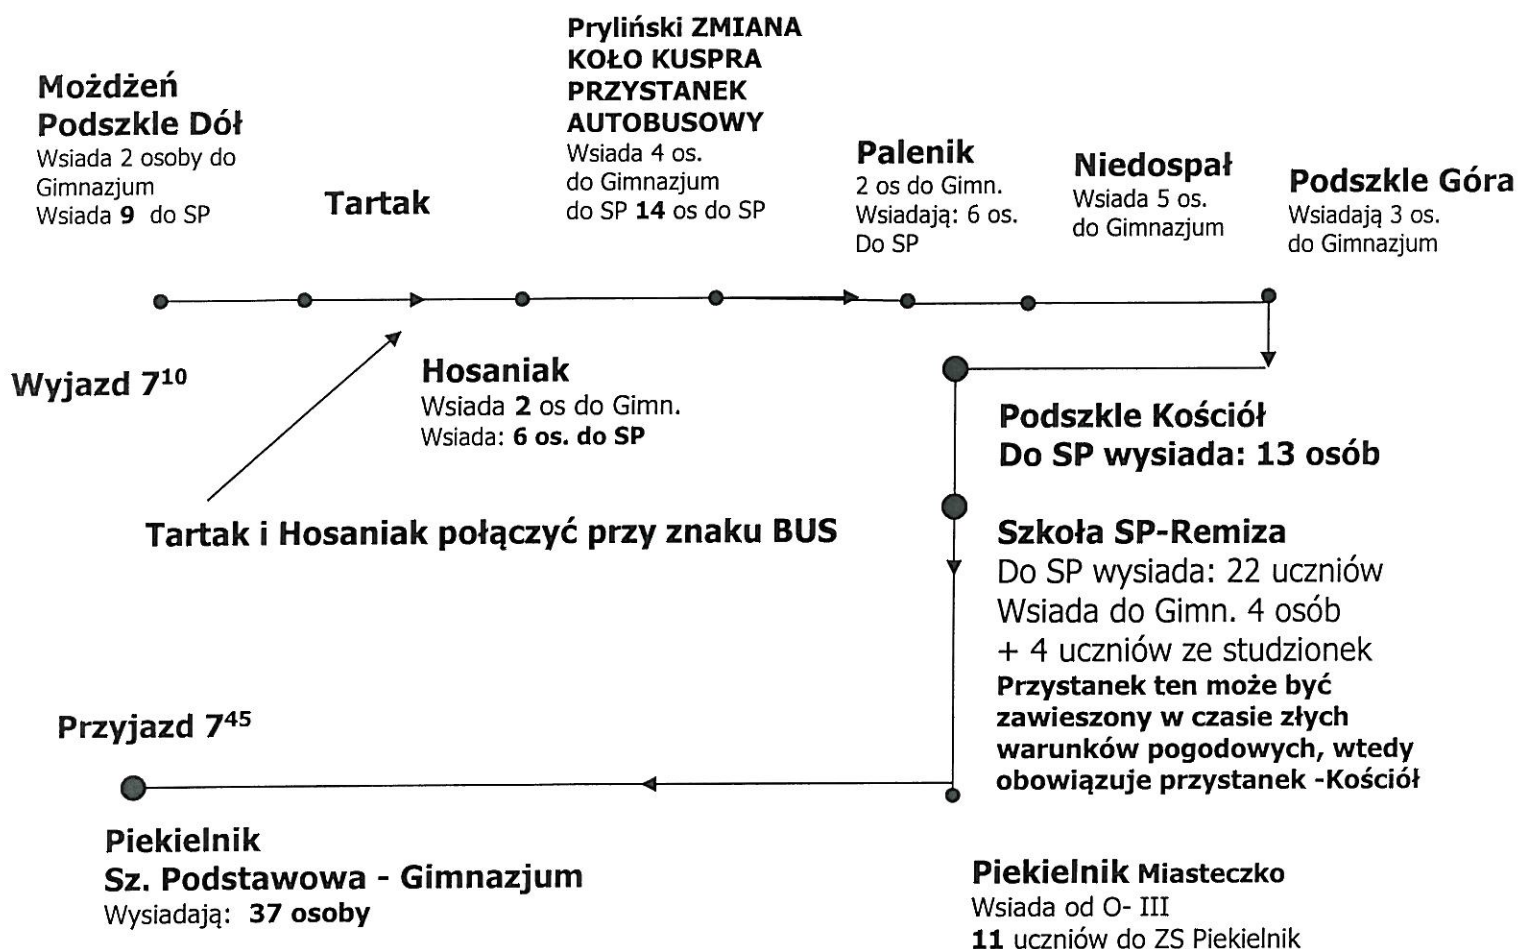 Możdżeń
Podszkle Dół
Wsiada 2 osoby do
Gimnazjum
Wsiada 9 do SP
Tartak
Pryliński ZMIANA
KOŁO KUSPRA
PRZYSTANEK
AUTOBUSOWY
Wsiada 4 os.
do Gimnazjum
do SP 14 os do SP
Palenik
2 os do Gimn.
Wsiadają: 6 os.
Do SP
Niedospał
Wsiada 5 os.
do Gimnazjum
Podszkle Góra
Wsiadają 3 os.
do Gimnazjum
Wyjazd 7¹⁰
Hosaniak
Wsiada 2 os do Gimn.
Wsiada: 6 os. do SP
Tartak i Hosaniak połączyć przy znaku BUS
Podszkle Kościół
Do SP wysiada: 13 osób
Szkoła SP-Remiza
Do SP wysiada: 22 uczniów
Wsiada do Gimn. 4 osób
+ 4 uczniów ze studzionek
Przystanek ten może być
zawieszony w czasie złych
warunków pogodowych, wtedy
obowiązuje przystanek -Kościół
Przyjazd 7⁴⁵
Piekielnik
Sz. Podstawowa - Gimnazjum
Wysiadają: 37 osoby
Piekielnik Miasteczko
Wsiada od O- III
11 uczniów do ZS Piekielnik